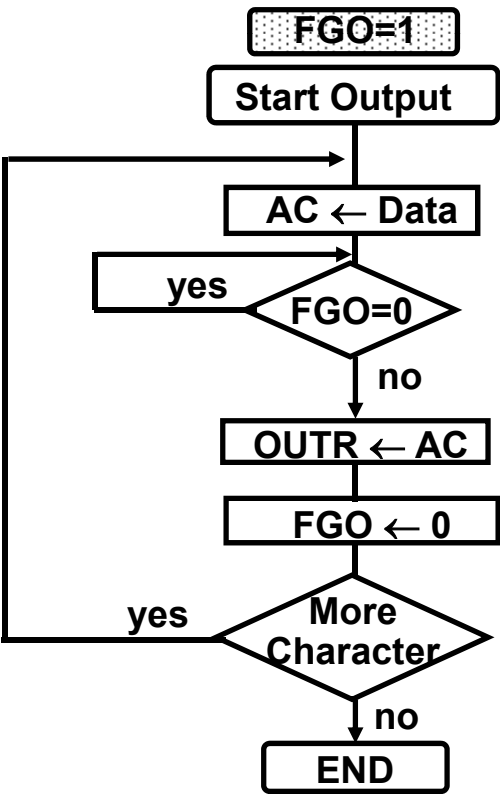 FGO=1
Start Output
AC ← Data
yes
FGO=0
no
OUTR ← AC
FGO ← 0
yes
More
Character
no
END